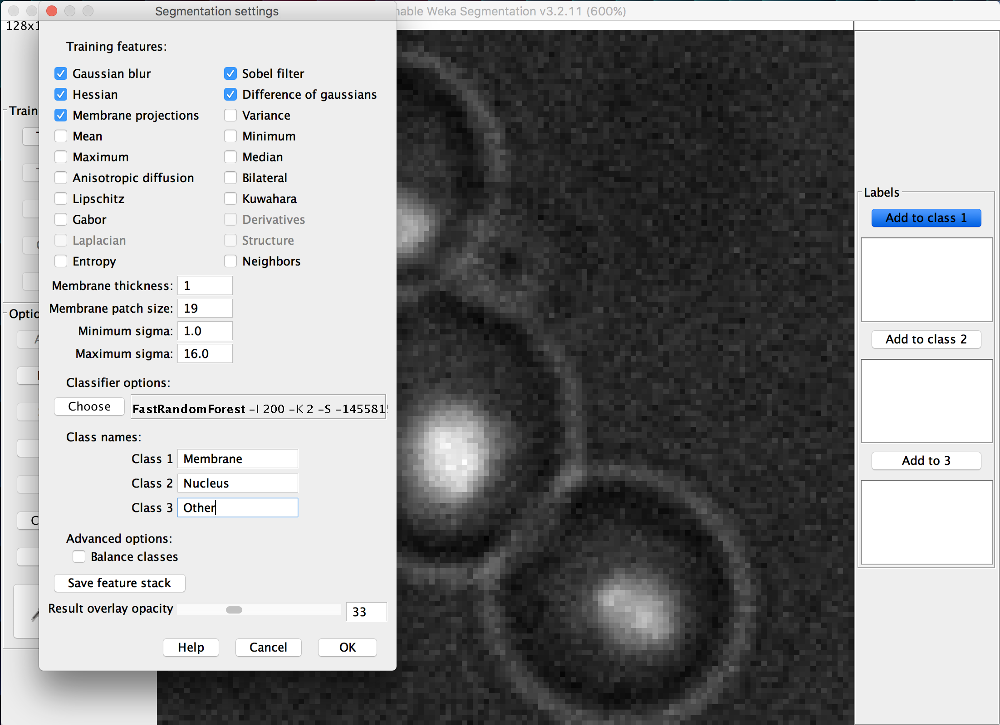 Segmentation settings
nable Weka Segmentation v3.2.11 (600%)
128x1
Training features:
Gaussian blur
Sobel filter
Hessian
Difference of gaussians
Membrane projections
Variance
Mean
Minimum
Maximum
Median
Anisotropic diffusion
Bilateral
Lipschitz
Kuwahara
Gabor
Derivatives
Laplacian
Structure
Entropy
Neighbors
Membrane thickness: 1
Membrane patch size: 19
Minimum sigma: 1.0
Maximum sigma: 16.0
Classifier options:
Choose
FastRandomForest -I 200 -K 2 -S -145581
Class names:
Class 1 Membrane
Class 2 Nucleus
Class 3 Other
Advanced options:
Balance classes
Save feature stack
Result overlay opacity 33
Help
Cancel
OK
Train
Optio
C
Labels
Add to class 1
Add to class 2
Add to 3